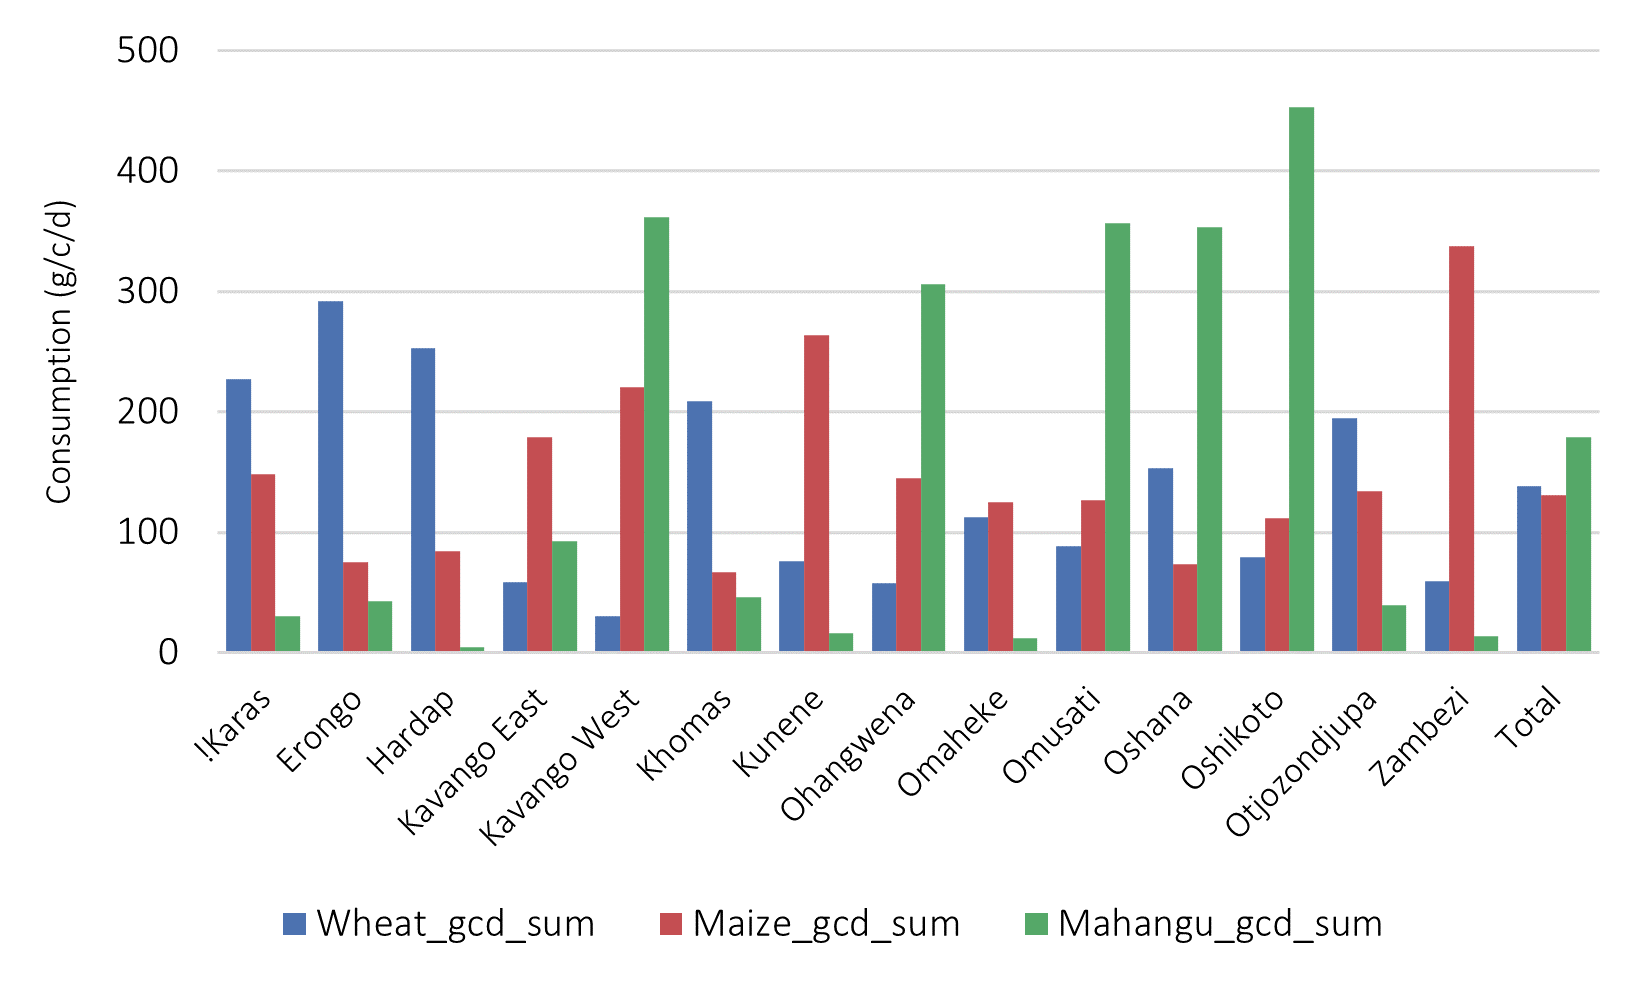 500
400
300
200
100
0
Consumption (g/c/d)
!Karas
Erongo
Hardap
Kavango East
Kavango West
Khomas
Kunene
Ohangwena
Omaheke
Omusati
Oshana
Oshikoto
Otjozondjupa
Zambezi
Total
Wheat_gcd_sum
Maize_gcd_sum
Mahangu_gcd_sum